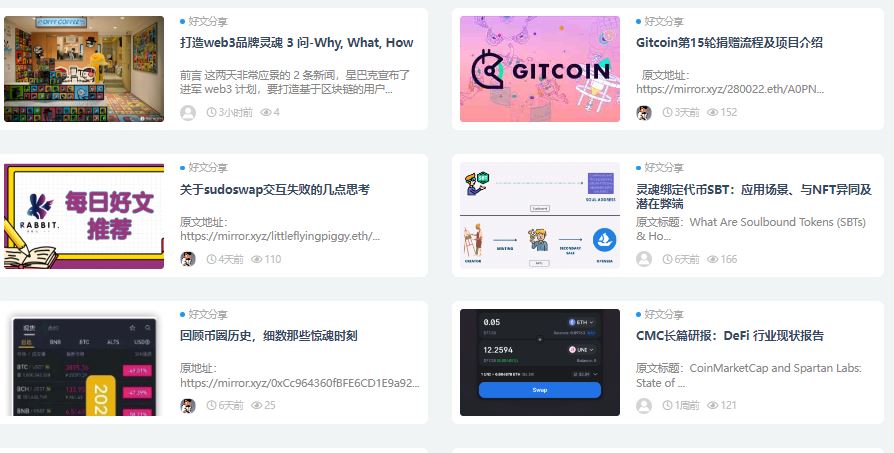 好文分享
打造web3品牌灵魂 3 问-Why, What, How
前言 这两天非常应景的 2 条新闻，星巴克宣布了
进军 web3 计划，要打造基于区块链的用户...
3小时前 4
GITCOIN
好文分享
Gitcoin第15轮捐赠流程及项目介绍
原文地址：
https://mirror.xyz/280022.eth/A0PN...
3天前 152
RABBIT.
每日好文
推荐
好文分享
关于sudoswap交互失败的几点思考
原文地址：
https://mirror.xyz/littleflyingpiggy.eth/...
4天前 110
SBT
SOUL ADDRESS
CREATOR
MINTING
SECONDARY
SALE
OPENSEA
好文分享
灵魂绑定代币SBT：应用场景、与NFT异同及
潜在弊端
原文标题：What Are Soulbound Tokens (SBTs)
& Ho...
6天前 166
现货
自选 BNB BTC ALTS USDⓈ
BTC
-47.01%
BCH
BNB
202
好文分享
回顾币圈历史，细数那些惊魂时刻
原地址：
https://mirror.xyz/0xCc964360fBFE6CD1E9a92...
6天前 25
0.05 ETH
12.2594 UNI
Swap
好文分享
CMC长篇研报：DeFi 行业现状报告
原文标题：CoinMarketCap and Spartan Labs:
State of ...
1周前 121